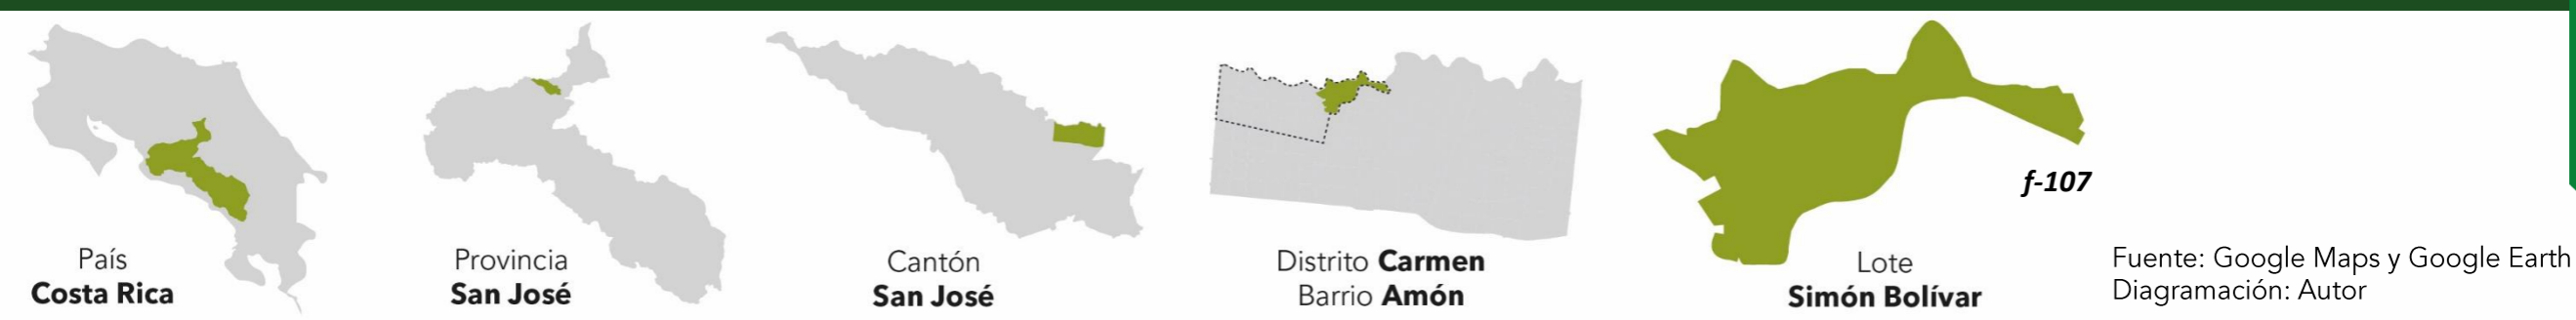 País
Costa Rica
Provincia
San José
Cantón
San José
Distrito Carmen
Barrio Amón
Lote
Simón Bolívar
f-107
Fuente: Google Maps y Google Earth
Diagramación: Autor